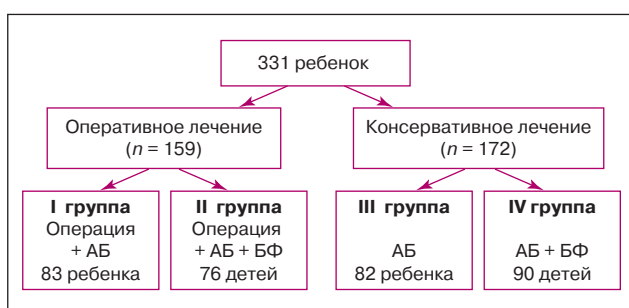 331 ребенок
Оперативное лечение
(n = 159)
Консервативное лечение
(n = 172)
I группа
Операция
+ АБ
83 ребенка
II группа
Операция
+ АБ + БФ
76 детей
III группа
АБ
82 ребенка
IV группа
АБ + БФ
90 детей